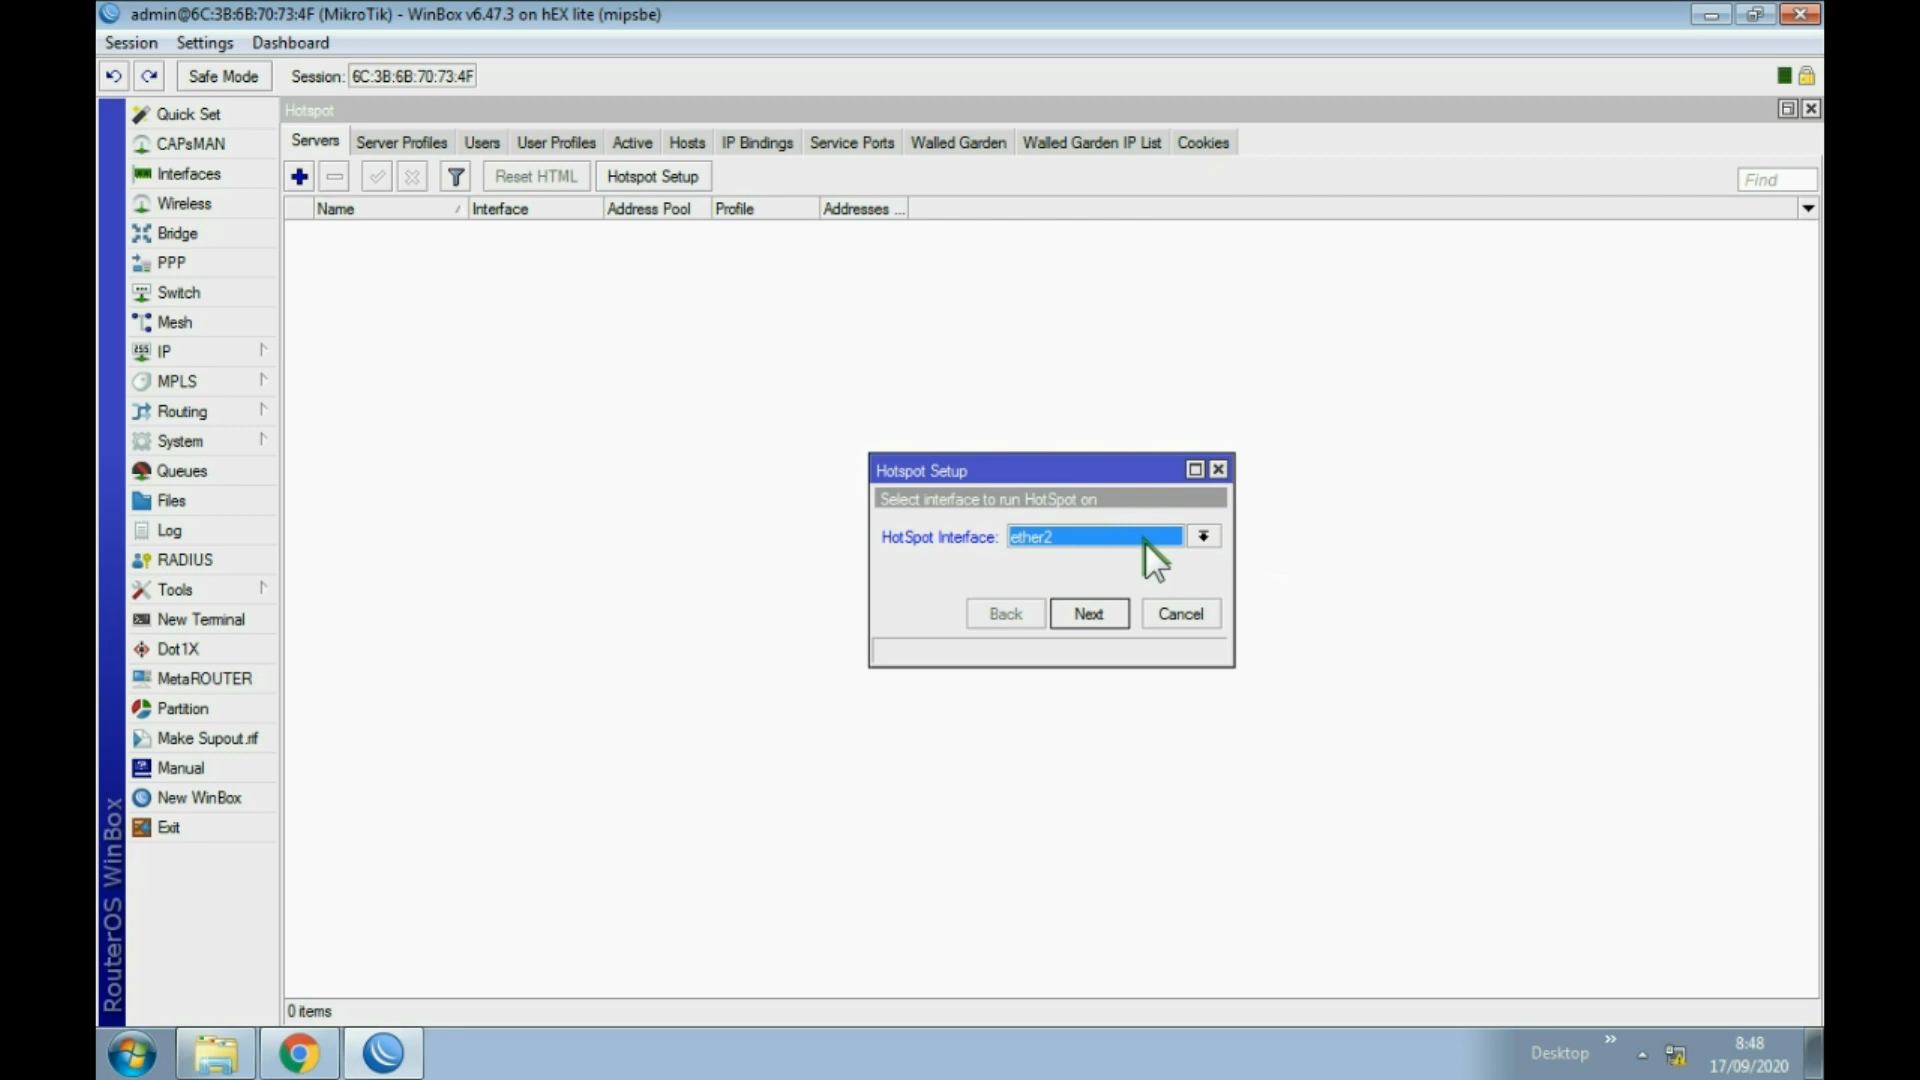 admin@6C:3B:6B:70:73:4F (MikroTik) - WinBox v6.47.3 on hEX lite (mipsbe)
Session Settings Dashboard
Safe Mode Session: 6C:3B:6B:70:73:4F
Quick Set
CAPsMAN
Interfaces
Wireless
Bridge
PPP
Switch
Mesh
IP
MPLS
Routing
System
Queues
Files
Log
RADIUS
Tools
New Terminal
Dot1X
MetaROUTER
Partition
Make Supout.rif
Manual
New WinBox
Exit
RouterOS WinBox
Hotspot
Servers Server Profiles Users User Profiles Active Hosts IP Bindings Service Ports Walled Garden Walled Garden IP List Cookies
Reset HTML Hotspot Setup Find
Name Interface Address Pool Profile Addresses ...
Hotspot Setup
Select interface to run HotSpot on
HotSpot Interface: ether2
Back Next Cancel
0 items
Desktop
8:48
17/09/2020